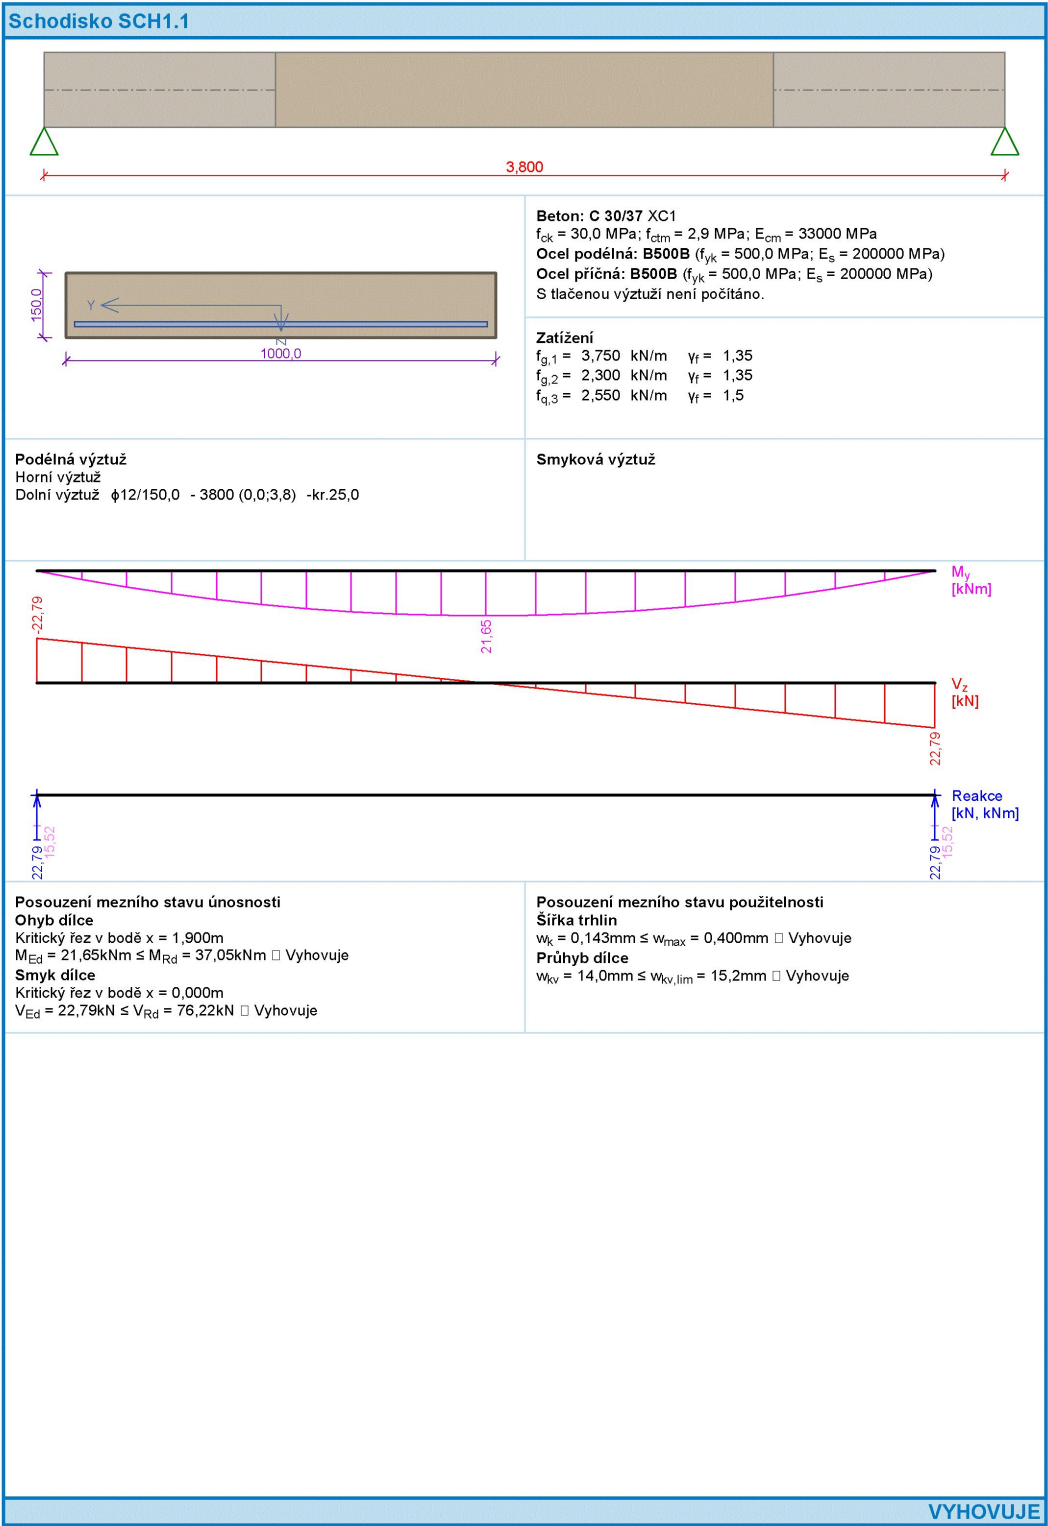 Schodisko SCH1.1
3,800
Beton: C 30/37 XC1
fck = 30,0 MPa; fctm = 2,9 MPa; Ecm = 33000 MPa
Ocel podélná: B500B (fyk = 500,0 MPa; Es = 200000 MPa)
Ocel příčná: B500B (fyk = 500,0 MPa; Es = 200000 MPa)
S tlačenou výztuží není počítáno.
150,0
Y
Z
1000,0
Zatížení
fg,1 = 3,750 kN/m γf = 1,35
fg,2 = 2,300 kN/m γf = 1,35
fq,3 = 2,550 kN/m γf = 1,5
Podélná výztuž
Horní výztuž
Dolní výztuž ϕ12/150,0 - 3800 (0,0;3,8) -kr.25,0
Smyková výztuž
My
[kNm]
21,65
-22,79
Vz
[kN]
22,79
Reakce
[kN, kNm]
22,79
15,52
22,79
15,52
Posouzení mezního stavu únosnosti
Ohyb dílce
Kritický řez v bodě x = 1,900m
MEd = 21,65kNm ≤ MRd = 37,05kNm □ Vyhovuje
Smyk dílce
Kritický řez v bodě x = 0,000m
VEd = 22,79kN ≤ VRd = 76,22kN □ Vyhovuje
Posouzení mezního stavu použitelnosti
Šířka trhlin
wk = 0,143mm ≤ wmax = 0,400mm □ Vyhovuje
Průhyb dílce
wkv = 14,0mm ≤ wkv,lim = 15,2mm □ Vyhovuje
VYHOVUJE